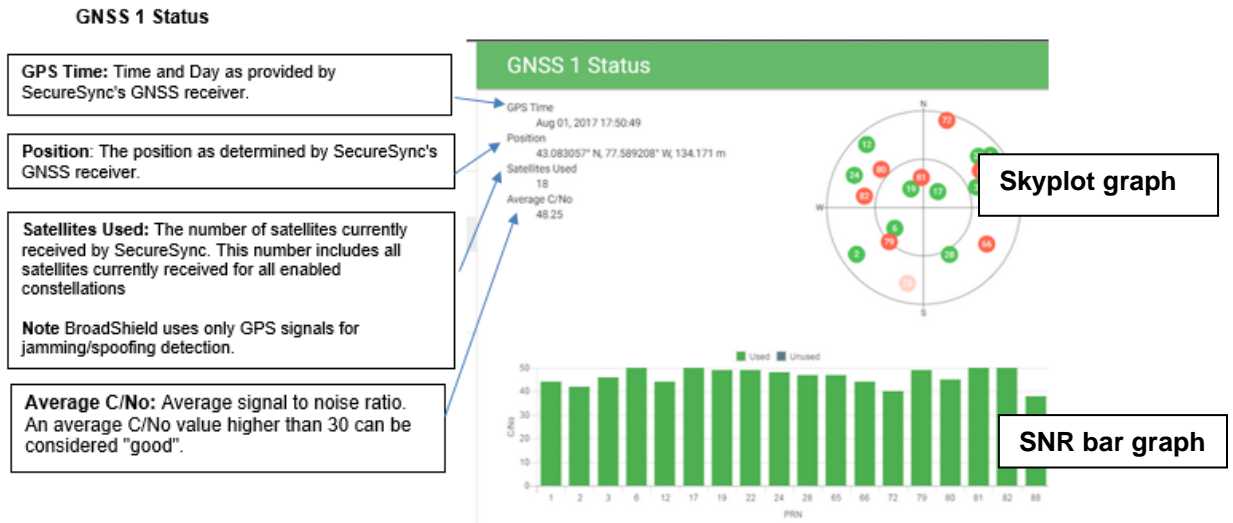 GNSS 1 Status
GPS Time: Time and Day as provided by
SecureSync's GNSS receiver.
Position: The position as determined by SecureSync's
GNSS receiver.
Satellites Used: The number of satellites currently
received by SecureSync. This number includes all
satellites currently received for all enabled
constellations
Note BroadShield uses only GPS signals for
jamming/spoofing detection.
Average C/No: Average signal to noise ratio.
An average C/No value higher than 30 can be
considered "good".
GNSS 1 Status
GPS Time
Aug 01, 2017 17:50:49
Position
43.083057° N, 77.589208° W, 134.171 m
Satellites Used
18
Average C/No
48.25
N
72
12
80
24
81
19
17
82
W
6
79
66
2
28
S
Skyplot graph
Used Unused
C/No
50
40
30
20
10
0
1 2 3 6 12 17 19 22 24 28 65 66 72 79 80 81 82 88
PRN
SNR bar graph